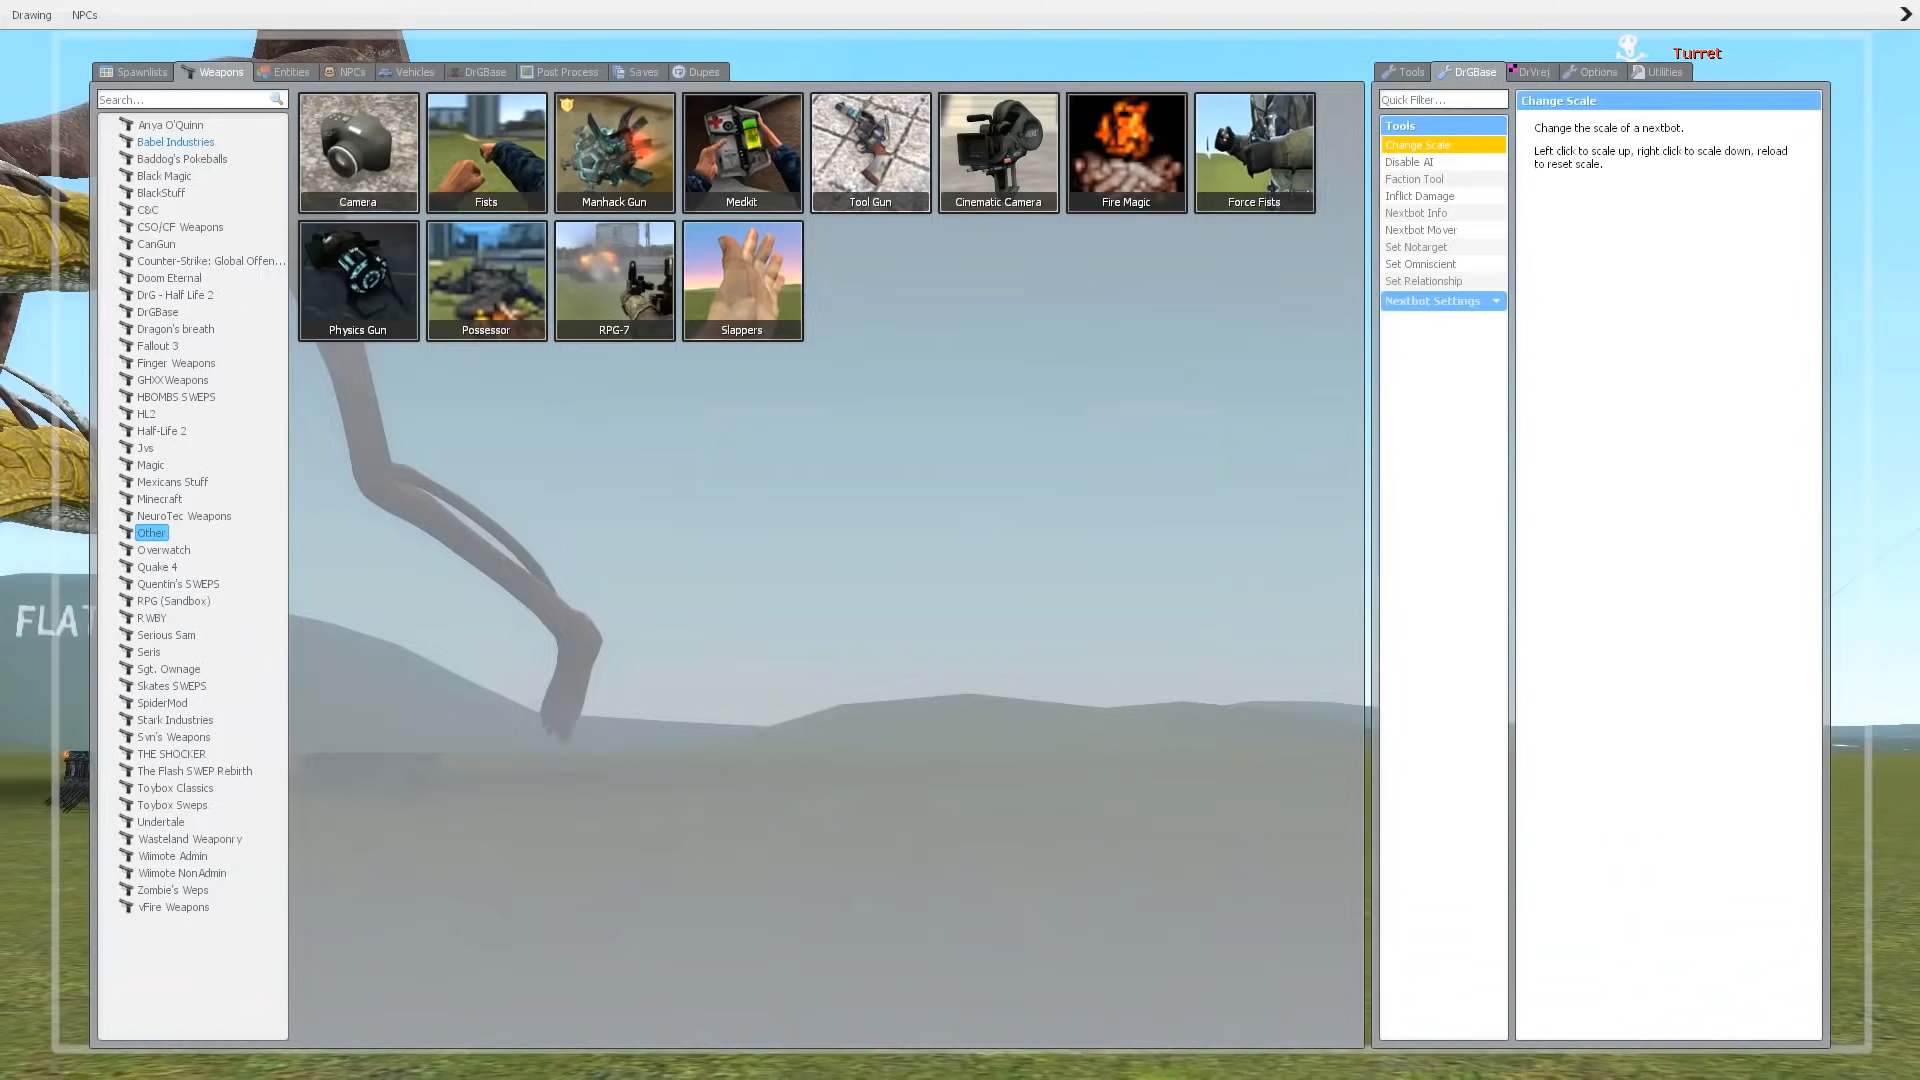 Drawing NPCs
Turret
Spawnlists Weapons Entities NPCs Vehicles DrGBase Post Process Saves Dupes
Tools DrGBase DrVrej Options Utilities
Search...
Anya O'Quinn
Babel Industries
Baddog's Pokeballs
Black Magic
BlackStuff
C&C
CSO/CF Weapons
CanGun
Counter-Strike: Global Offen...
Doom Eternal
DrG - Half Life 2
DrGBase
Dragon's breath
Fallout 3
Finger Weapons
GHXXWeapons
HBOMBS SWEPS
HL2
Half-Life 2
Jvs
Magic
Mexicans Stuff
Minecraft
NeuroTec Weapons
Other
Overwatch
Quake 4
Quentin's SWEPS
RPG (Sandbox)
RWBY
Serious Sam
Seris
Sgt. Ownage
Skates SWEPS
SpiderMod
Stark Industries
Svn's Weapons
THE SHOCKER
The Flash SWEP Rebirth
Toybox Classics
Toybox Sweps
Undertale
Wasteland Weaponry
Wiimote Admin
Wiimote NonAdmin
Zombie's Weps
vFire Weapons
Camera Fists Manhack Gun Medkit Tool Gun Cinematic Camera Fire Magic Force Fists
Physics Gun Possessor RPG-7 Slappers
Quick Filter...
Tools
Change Scale
Disable AI
Faction Tool
Inflict Damage
Nextbot Info
Nextbot Mover
Set Notarget
Set Omniscient
Set Relationship
Nextbot Settings
Change Scale
Change the scale of a nextbot.
Left click to scale up, right click to scale down, reload
to reset scale.